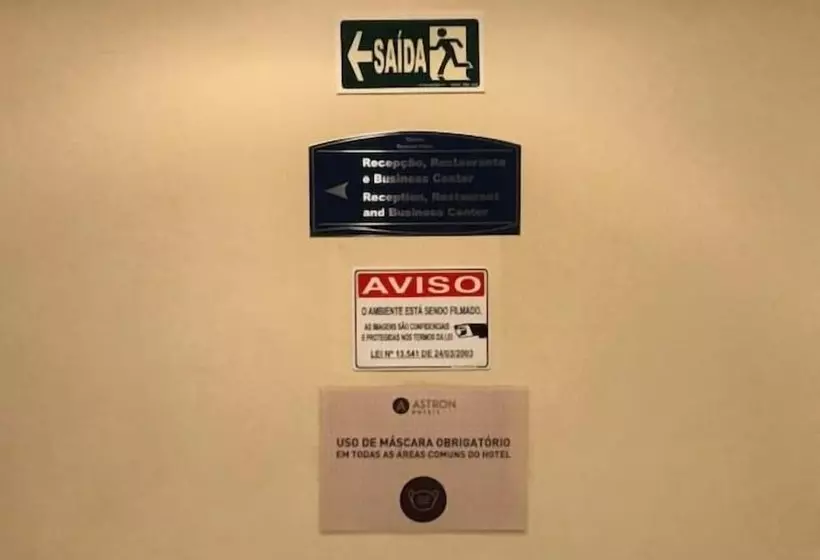 SAÍDA
Recepção, Restaurante
e Business Center
Reception, Restaurant
and Business Center
AVISO
O AMBIENTE ESTÁ SENDO FILMADO.
AS IMAGENS SÃO CONFIDENCIAIS
E PROTEGIDAS NOS TERMOS DA LEI
LEI Nº 13.541 DE 24/03/2003
ASTRON
HOTÉIS
USO DE MÁSCARA OBRIGATÓRIO
EM TODAS AS ÁREAS COMUNS DO HOTEL